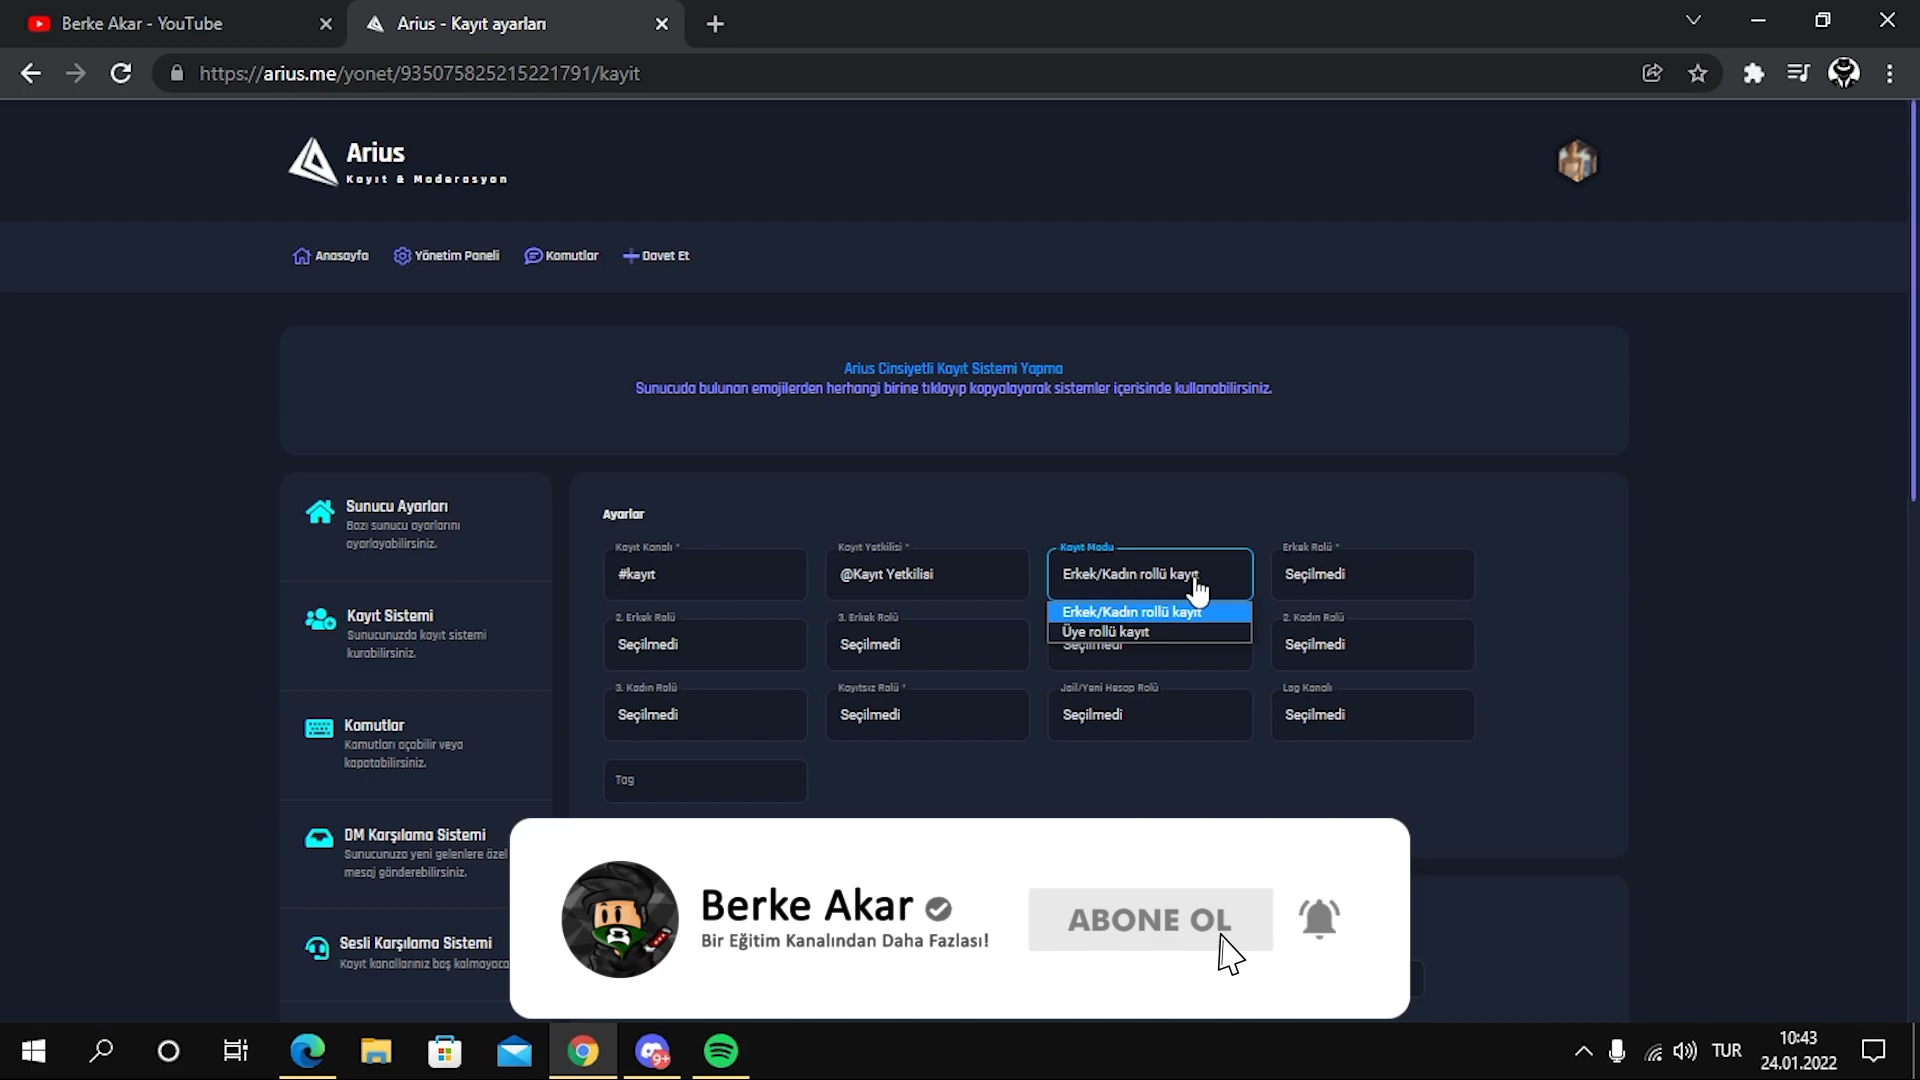 Berke Akar - YouTube
Arius - Kayıt ayarları
https://arius.me/yonet/935075825215221791/kayit
Arius
Kayıt & Moderasyon
Anasayfa
Yönetim Paneli
Komutlar
Davet Et
Arius Cinsiyetli Kayıt Sistemi Yapma
Sunucuda bulunan emojilerden herhangi birine tıklayıp kopyalayarak sistemler içerisinde kullanabilirsiniz.
Sunucu Ayarları
Bazı sunucu ayarlarını
ayarlayabilirsiniz.
Kayıt Sistemi
Sunucunuzda kayıt sistemi
kurabilirsiniz.
Komutlar
Komutları açabilir veya
kapatabilirsiniz.
DM Karşılama Sistemi
Sunucunuza yeni gelenlere özel
mesaj gönderebilirsiniz.
Sesli Karşılama Sistemi
Kayıt kanallarınız boş kalmayaca
Ayarlar
Kayıt Kanalı *
#kayıt
Kayıt Yetkilisi *
@Kayıt Yetkilisi
Kayıt Modu
Erkek/Kadın rollü kayıt
Erkek/Kadın rollü kayıt
Üye rollü kayıt
Erkek Rolü *
Seçilmedi
2. Erkek Rolü
Seçilmedi
3. Erkek Rolü
Seçilmedi
Seçilmedi
2. Kadın Rolü
Seçilmedi
3. Kadın Rolü
Seçilmedi
Kayıtsız Rolü *
Seçilmedi
Jail/Yeni Hesap Rolü
Seçilmedi
Log Kanalı
Seçilmedi
Tag
Berke Akar
Bir Eğitim Kanalından Daha Fazlası!
ABONE OL
9+
TUR
10:43
24.01.2022